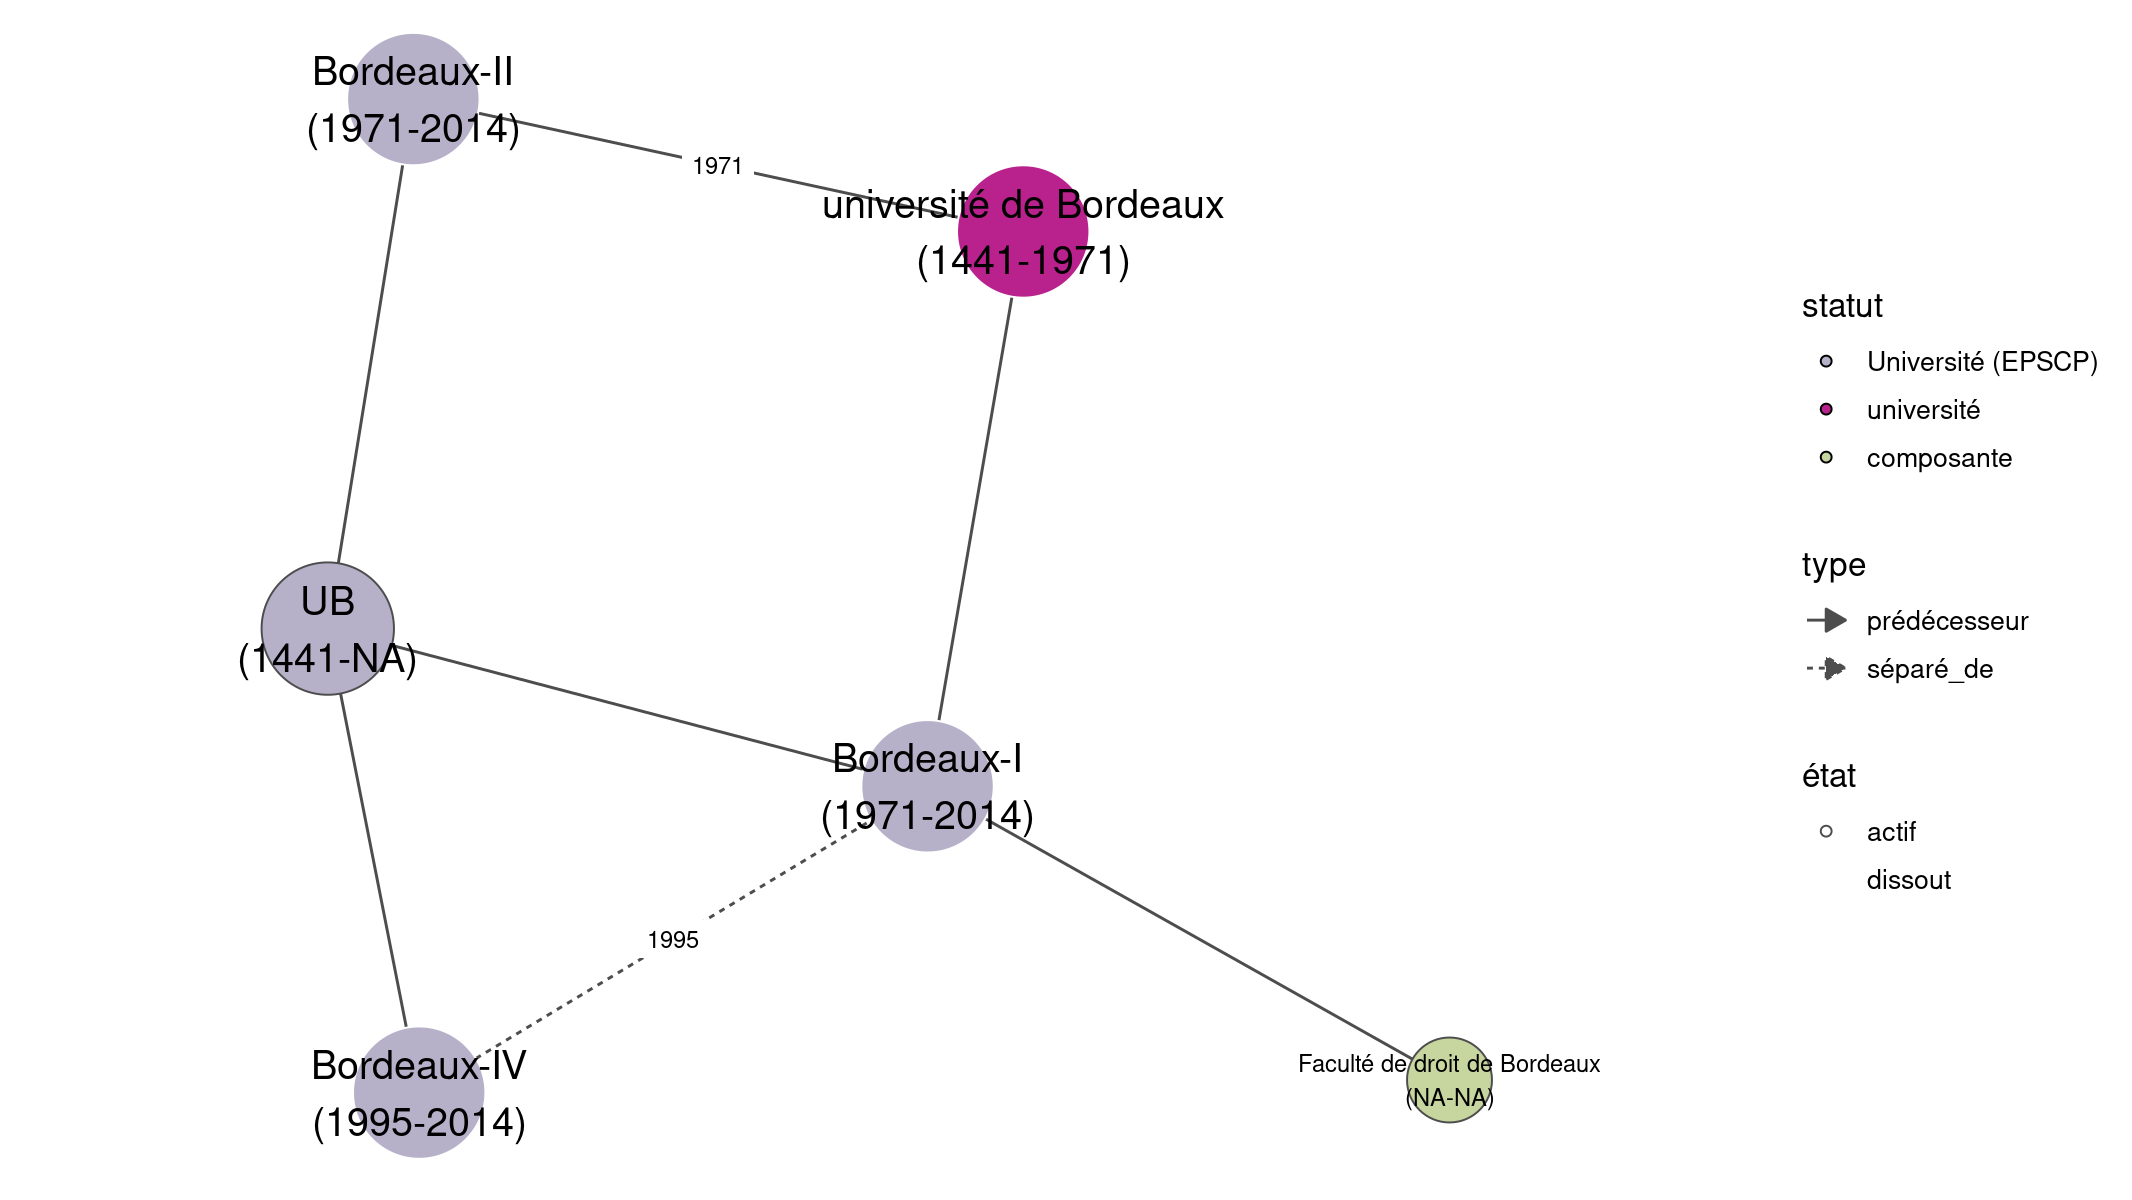 Bordeaux-II
(1971-2014)
1971
université de Bordeaux
(1441-1971)
UB
(1441-NA)
Bordeaux-I
(1971-2014)
1995
Bordeaux-IV
(1995-2014)
Faculté de droit de Bordeaux
(NA-NA)
statut
Université (EPSCP)
université
composante
type
prédécesseur
séparé_de
état
actif
dissout